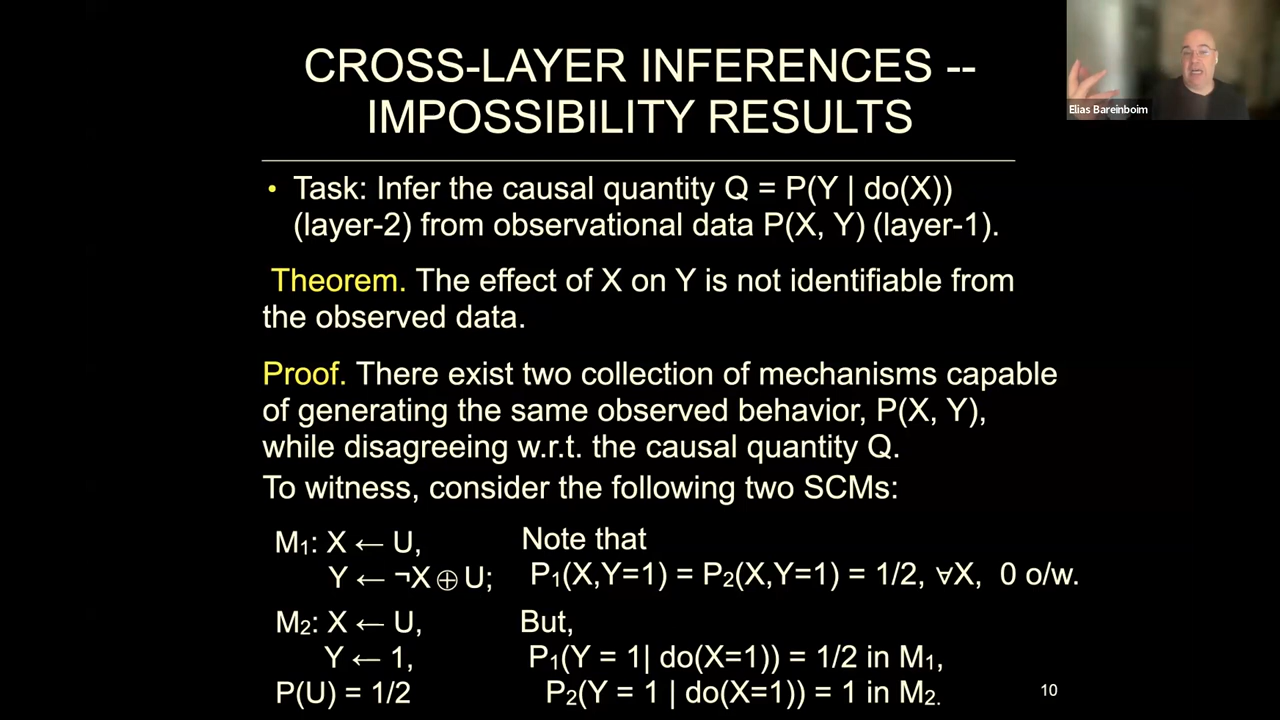 CROSS-LAYER INFERENCES --
IMPOSSIBILITY RESULTS
Elias Bareinboim
• Task: Infer the causal quantity Q = P(Y | do(X))
(layer-2) from observational data P(X, Y) (layer-1).
Theorem. The effect of X on Y is not identifiable from
the observed data.
Proof. There exist two collection of mechanisms capable
of generating the same observed behavior, P(X, Y),
while disagreeing w.r.t. the causal quantity Q.
To witness, consider the following two SCMs:
M₁: X ← U,
Y ← ¬X ⊕ U;
M₂: X ← U,
Y ← 1,
P(U) = 1/2
Note that
P₁(X,Y=1) = P₂(X,Y=1) = 1/2, ∀X, 0 o/w.
But,
P₁(Y = 1| do(X=1)) = 1/2 in M₁,
P₂(Y = 1 | do(X=1)) = 1 in M₂.
10